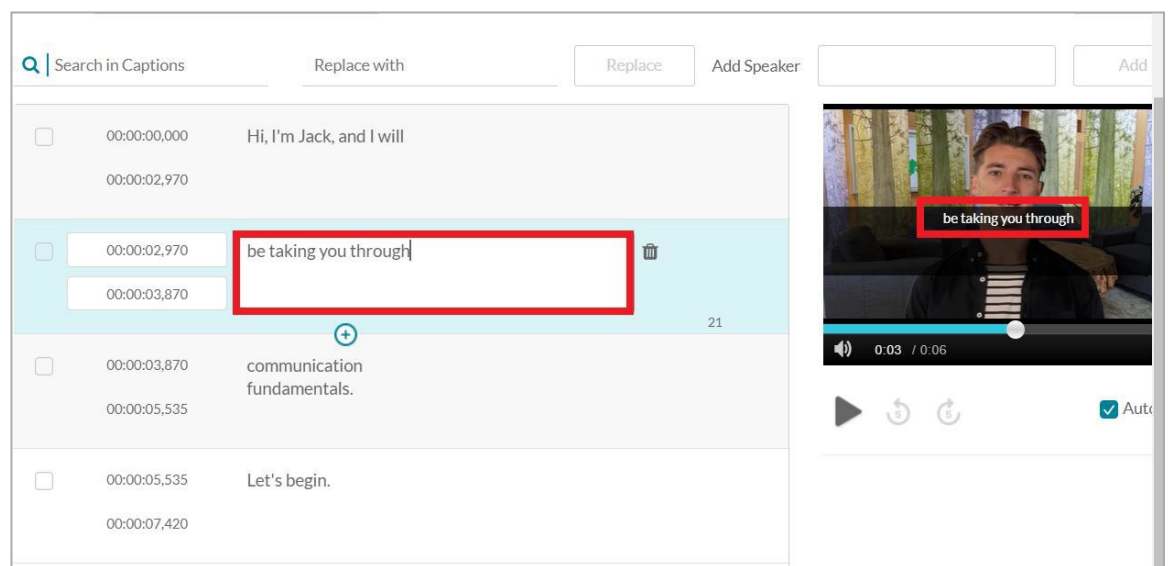 Search in Captions
Replace with
Replace
Add Speaker
Add
00:00:00,000
Hi, I'm Jack, and I will
00:00:02,970
00:00:02,970
be taking you through
00:00:03,870
21
00:00:03,870
communication
fundamentals.
00:00:05,535
00:00:05,535
Let's begin.
00:00:07,420
be taking you through
0:03 / 0:06
5
5
Auto